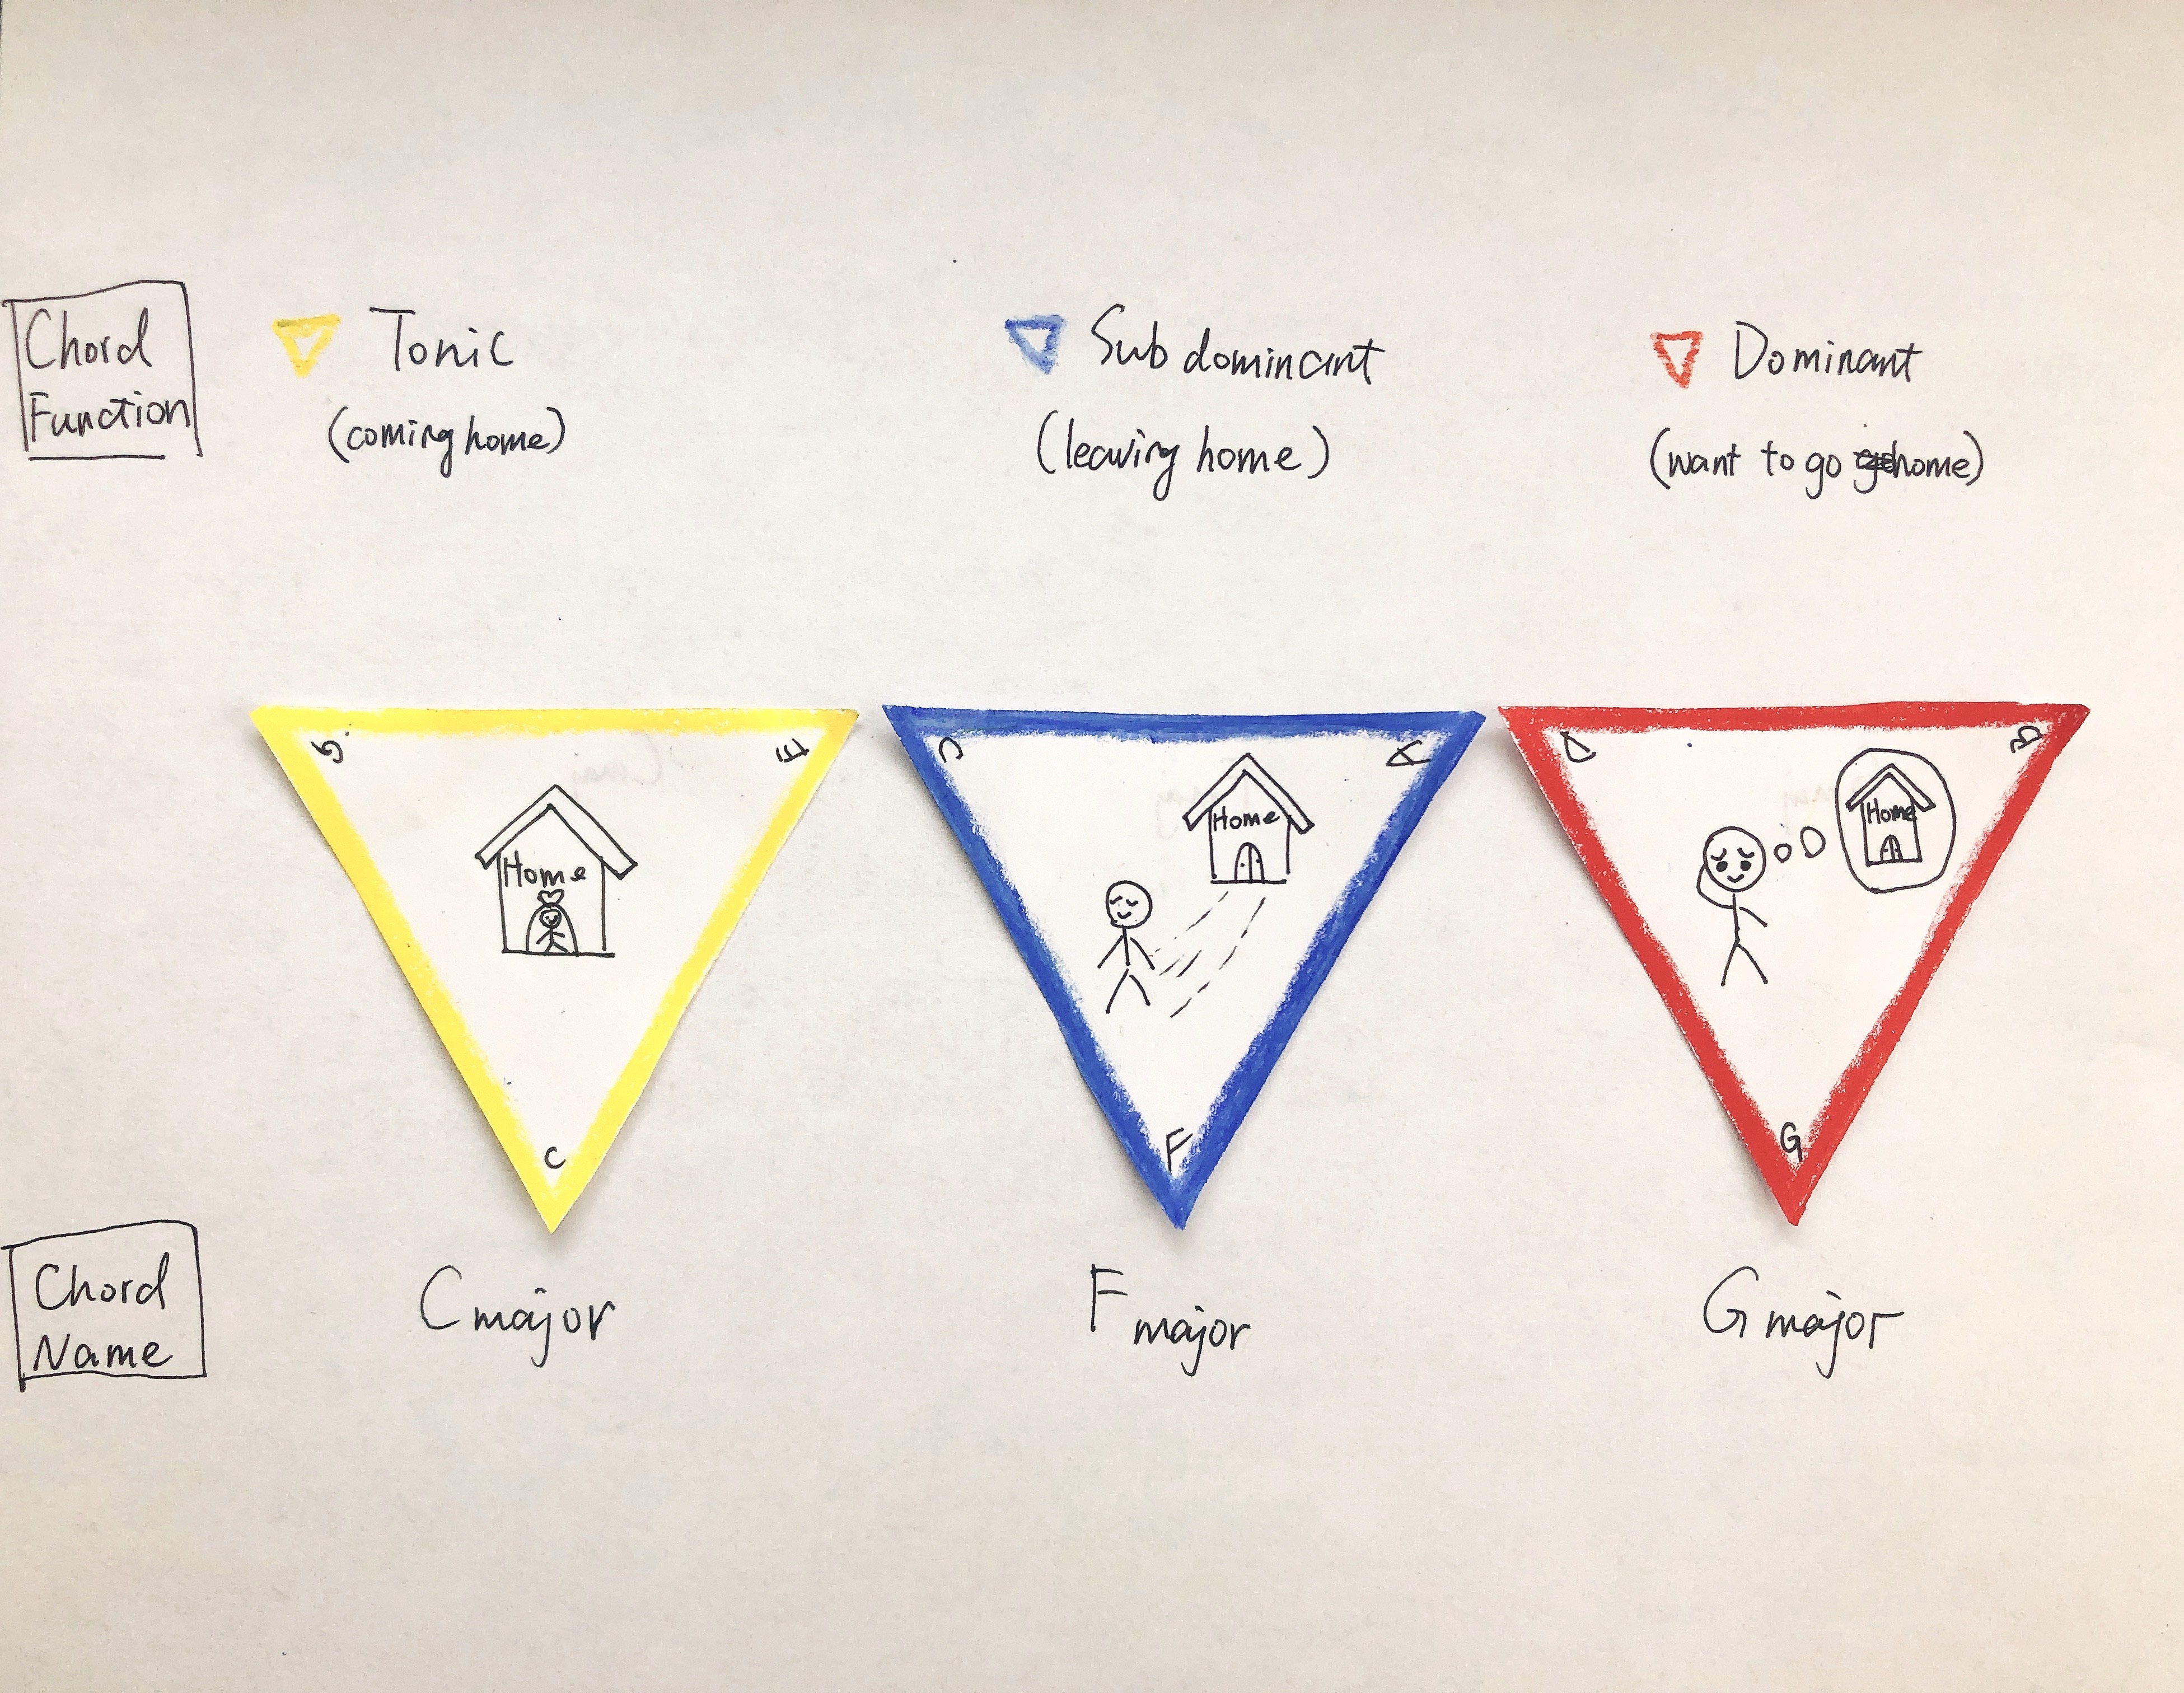 Chord
Function
Tonic
(coming home)
Sub dominant
(leaving home)
Dominant
(want to go home)
G
E
Home
C
C
A
Home
F
D
B
Home
G
Chord
Name
C major
F major
G major